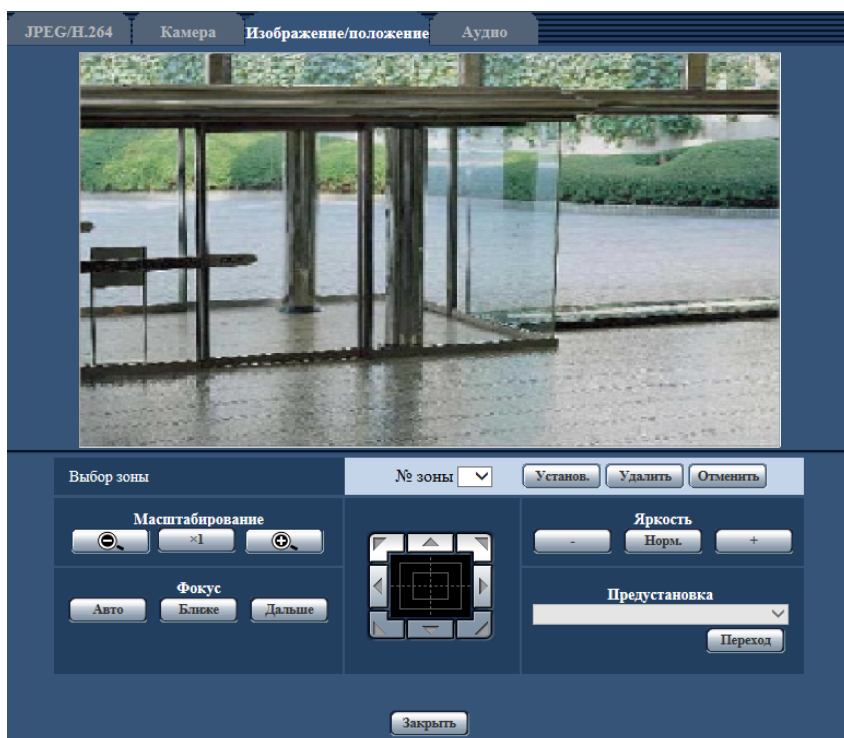 JPEG/H.264 Камера Изображение/положение Аудио
Выбор зоны № зоны Установ. Удалить Отменить
Масштабирование
×1
Яркость
- Норм. +
Фокус
Авто Ближе Дальше
Предустановка
Переход
Закрыть